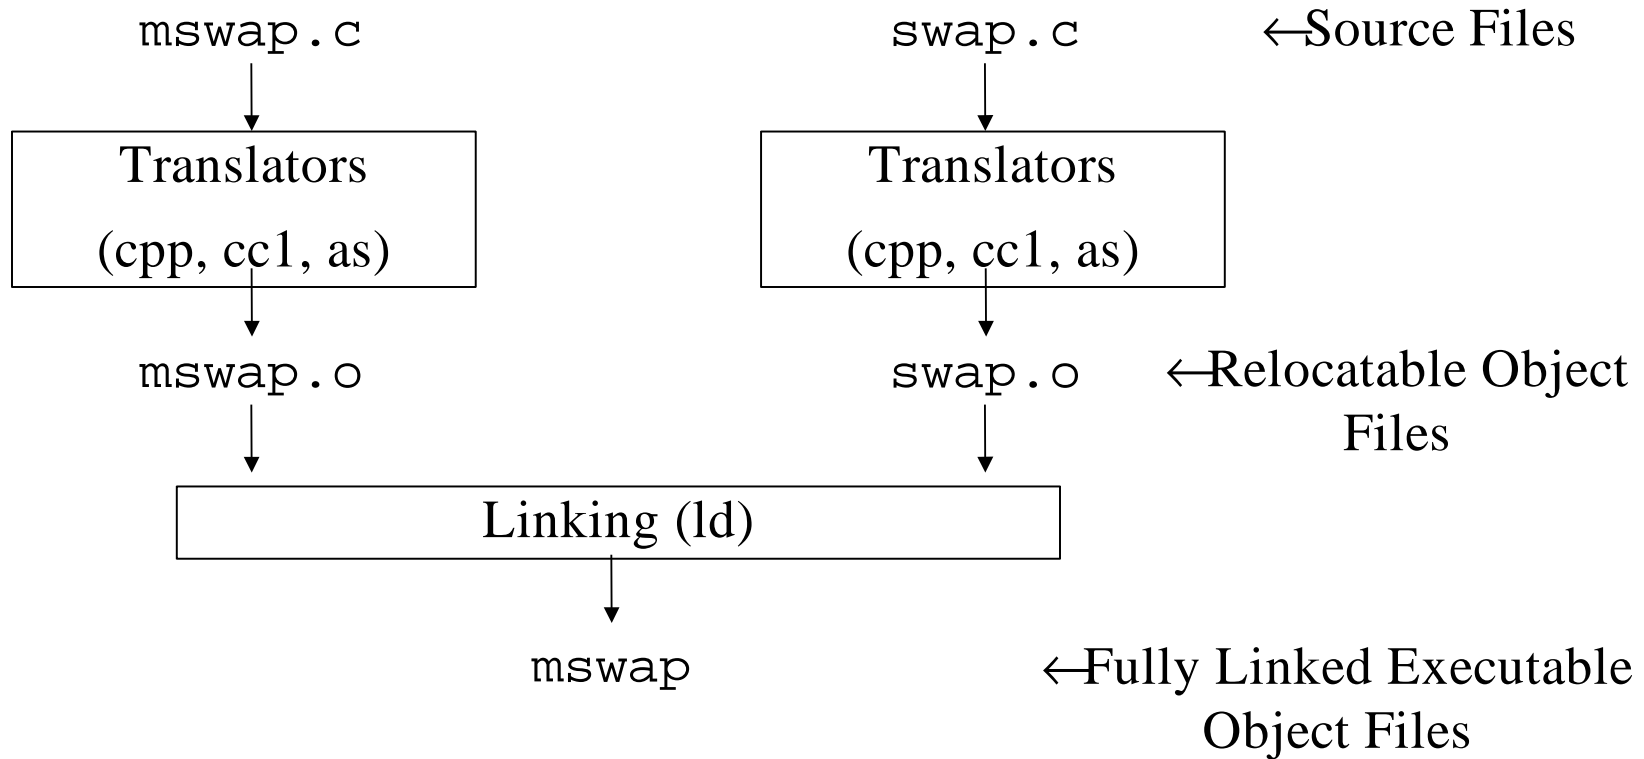 mswap.c
swap.c
←Source Files
Translators
(cpp, cc1, as)
Translators
(cpp, cc1, as)
mswap.o
swap.o
←Relocatable Object
Files
Linking (ld)
mswap
←Fully Linked Executable
Object Files